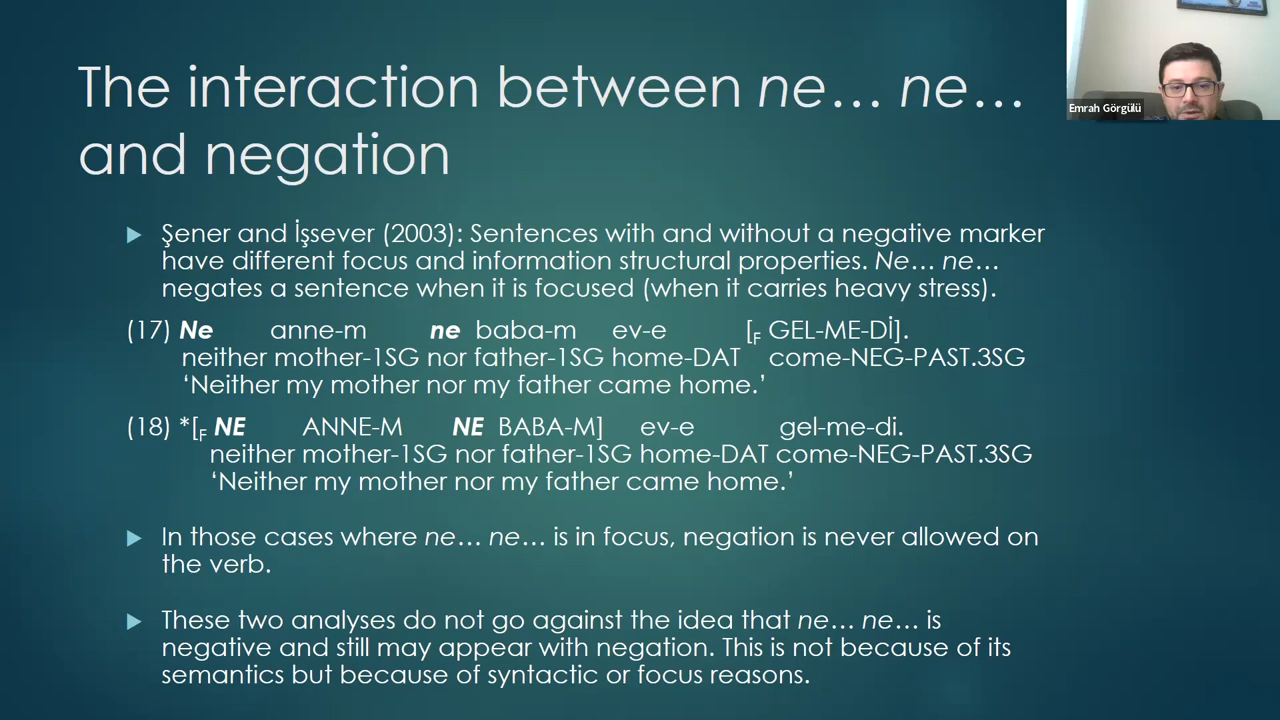 The interaction between ne… ne…
and negation
Emrah Görgülü
Şener and İşsever (2003): Sentences with and without a negative marker
have different focus and information structural properties. Ne… ne…
negates a sentence when it is focused (when it carries heavy stress).
(17) Ne anne-m ne baba-m ev-e [F GEL-ME-Dİ].
neither mother-1SG nor father-1SG home-DAT come-NEG-PAST.3SG
‘Neither my mother nor my father came home.’
(18) *[F NE ANNE-M NE BABA-M] ev-e gel-me-di.
neither mother-1SG nor father-1SG home-DAT come-NEG-PAST.3SG
‘Neither my mother nor my father came home.’
In those cases where ne… ne… is in focus, negation is never allowed on
the verb.
These two analyses do not go against the idea that ne… ne… is
negative and still may appear with negation. This is not because of its
semantics but because of syntactic or focus reasons.